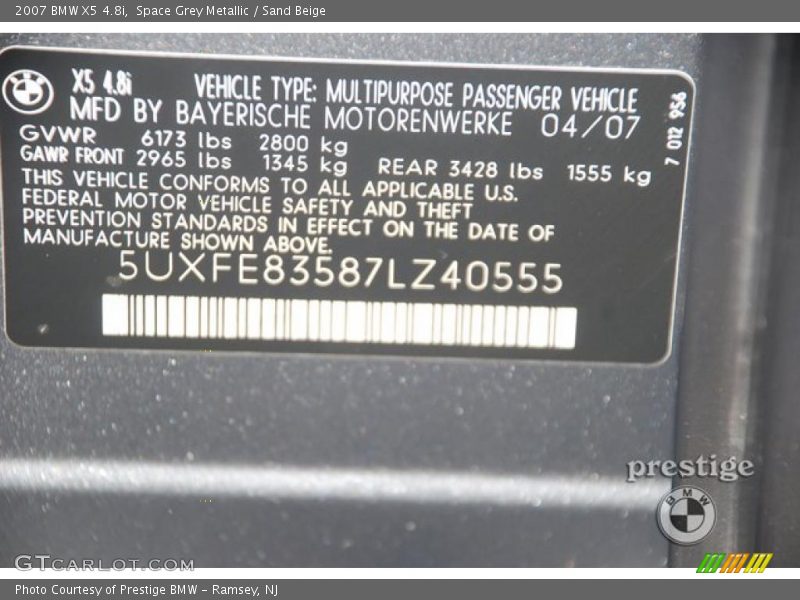 2007 BMW X5 4.8i, Space Grey Metallic / Sand Beige
X5 4.8i VEHICLE TYPE: MULTIPURPOSE PASSENGER VEHICLE
MFD BY BAYERISCHE MOTORENWERKE 04/07
GVWR 6173 lbs 2800 kg
GAWR FRONT 2965 lbs 1345 kg REAR 3428 lbs 1555 kg
THIS VEHICLE CONFORMS TO ALL APPLICABLE U.S.
FEDERAL MOTOR VEHICLE SAFETY AND THEFT
PREVENTION STANDARDS IN EFFECT ON THE DATE OF
MANUFACTURE SHOWN ABOVE.
5UXFE83587LZ40555
7 012 956
prestige
BMW
GTCARLOT.COM
Photo Courtesy of Prestige BMW - Ramsey, NJ